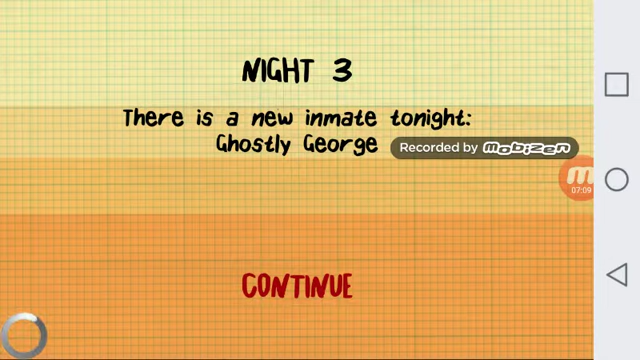 NIGHT 3
There is a new inmate tonight:
Ghostly George
Recorded by mobizen
07:09
CONTINUE